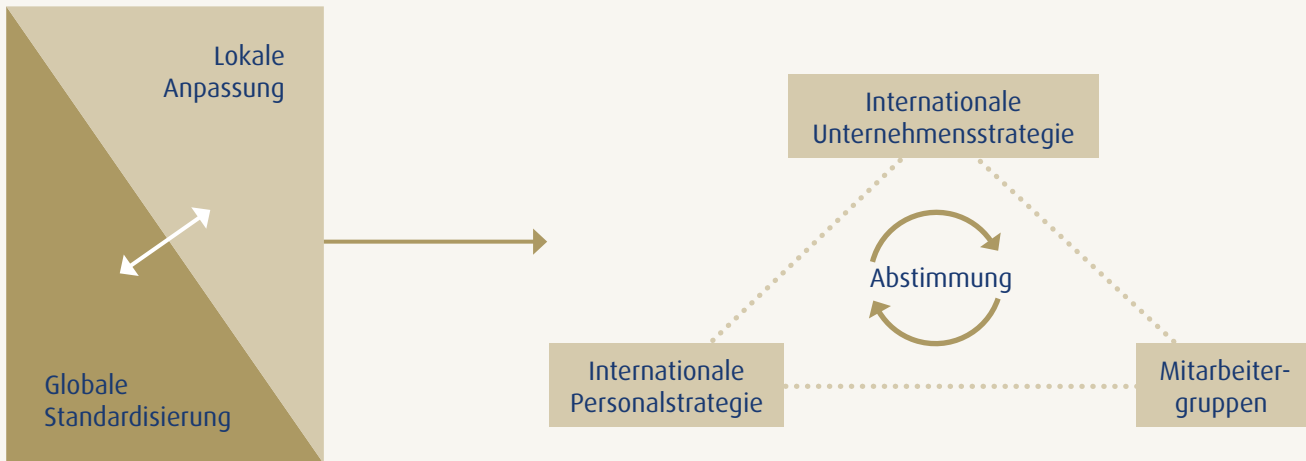 Lokale
Anpassung
Globale
Standardisierung
Internationale
Unternehmensstrategie
Abstimmung
Internationale
Personalstrategie
Mitarbeiter-
gruppen